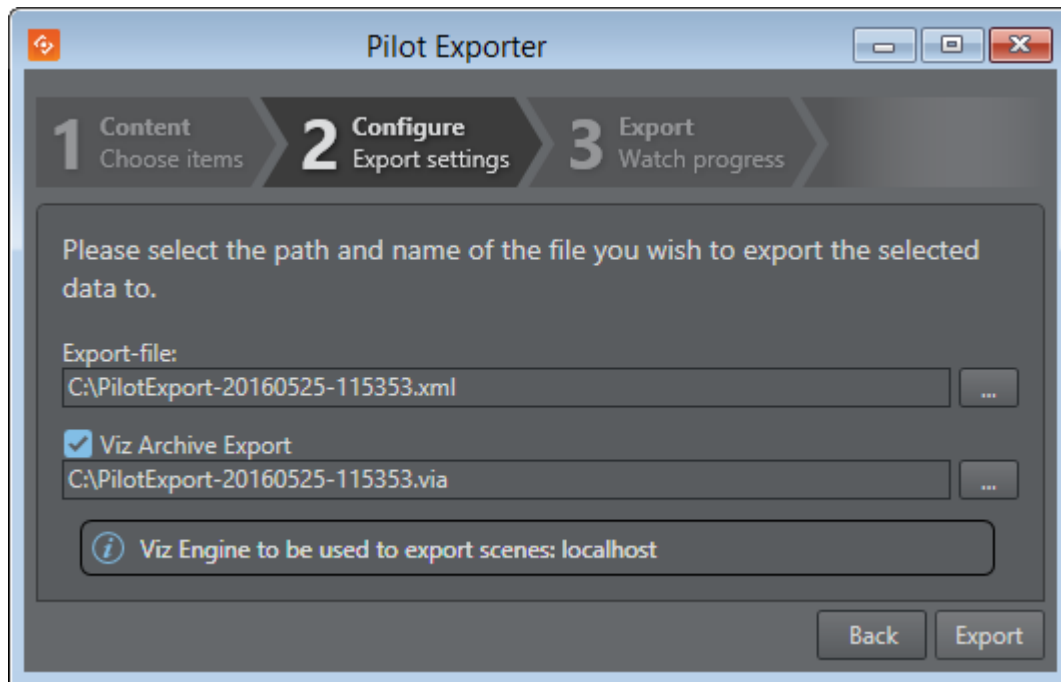 Pilot Exporter
1 Content
Choose items
2 Configure
Export settings
3 Export
Watch progress
Please select the path and name of the file you wish to export the selected
data to.
Export-file:
C:\PilotExport-20160525-115353.xml
...
Viz Archive Export
C:\PilotExport-20160525-115353.via
...
Viz Engine to be used to export scenes: localhost
Back
Export